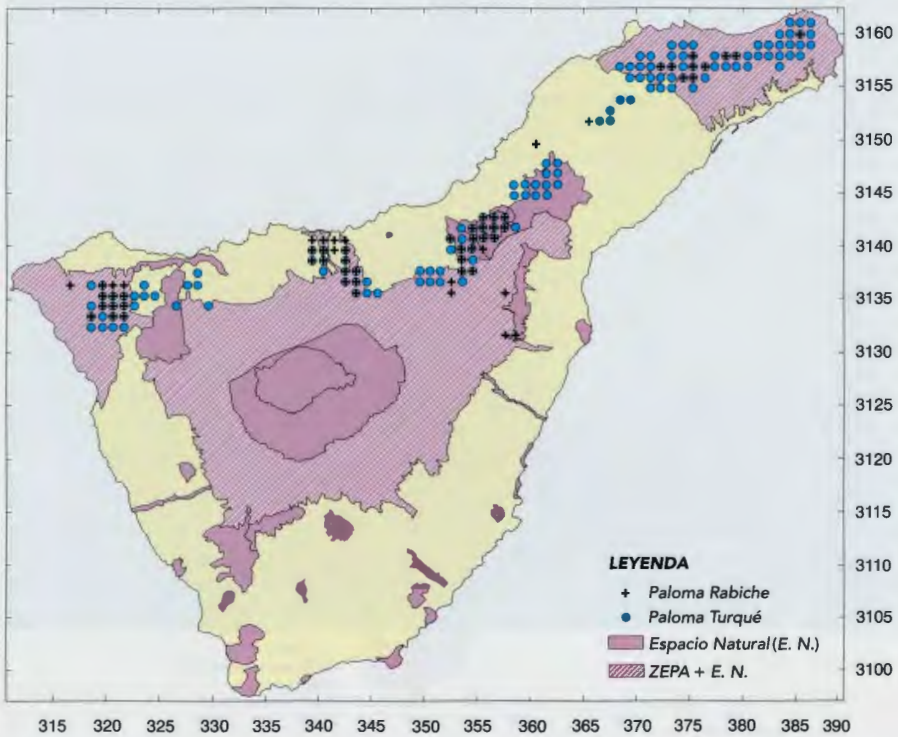 3160
3155
3150
3145
3140
3135
3130
3125
3120
3115
3110
3105
3100
LEYENDA
Paloma Rabiche
Paloma Turqué
Espacio Natural (E. N.)
ZEPA + E. N.
315 320 325 330 335 340 345 350 355 360 365 370 375 380 385 390